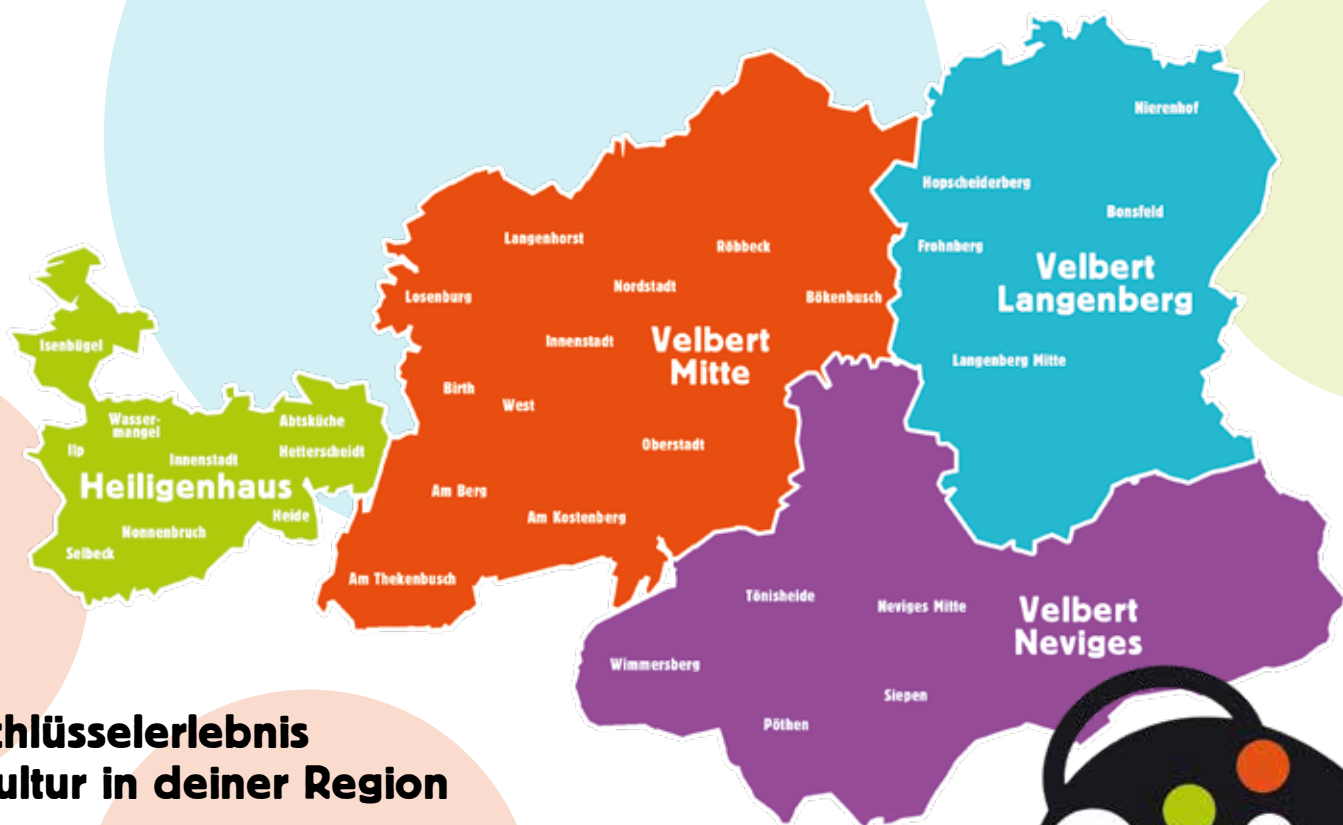 Nierenhof
Hopscheiderberg
Bonsfeld
Frohnberg
Velbert
Langenberg
Langenberg Mitte
Langenhorst
Röbbeck
Nordstadt
Losenburg
Bökenbusch
Innenstadt
Velbert
Mitte
Birth
West
Oberstadt
Am Berg
Am Kostenberg
Am Thekenbusch
Isenbügel
Wasser-
mangel
Abtsküche
Ilp
Innenstadt
Hetterscheidt
Heiligenhaus
Heide
Nonnenbruch
Selbeck
Tönisheide
Neviges Mitte
Velbert
Neviges
Wimmersberg
Siepen
Pöthen
chlüsselerlebnis
ultur in deiner Region